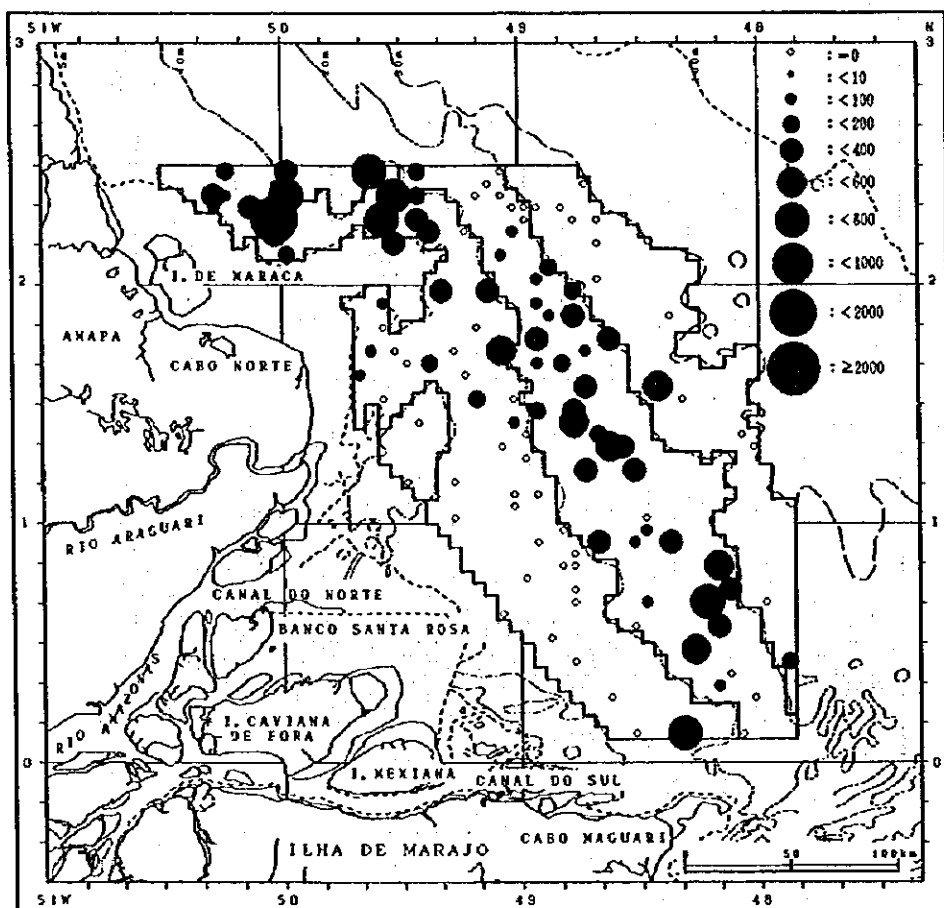 51W 50 49 48 N
3 3
: =0
: <10
: <100
: <200
: <400
: <600
: <800
: <1000
: <2000
: ≥2000
2 2
I. DE MARACA
AMAPA
CABO NORTE
1 1
RIO ARAGUARI
CANAL DO NORTE
BANCO SANTA ROSA
RIO AMAZONAS
I. CAVIANA
DE FORA
0 0
I. MEXIANA
CANAL DO SUL
CABO MAGUARI
ILHA DE MARAJO
0 50 100km
51W 50 49 48